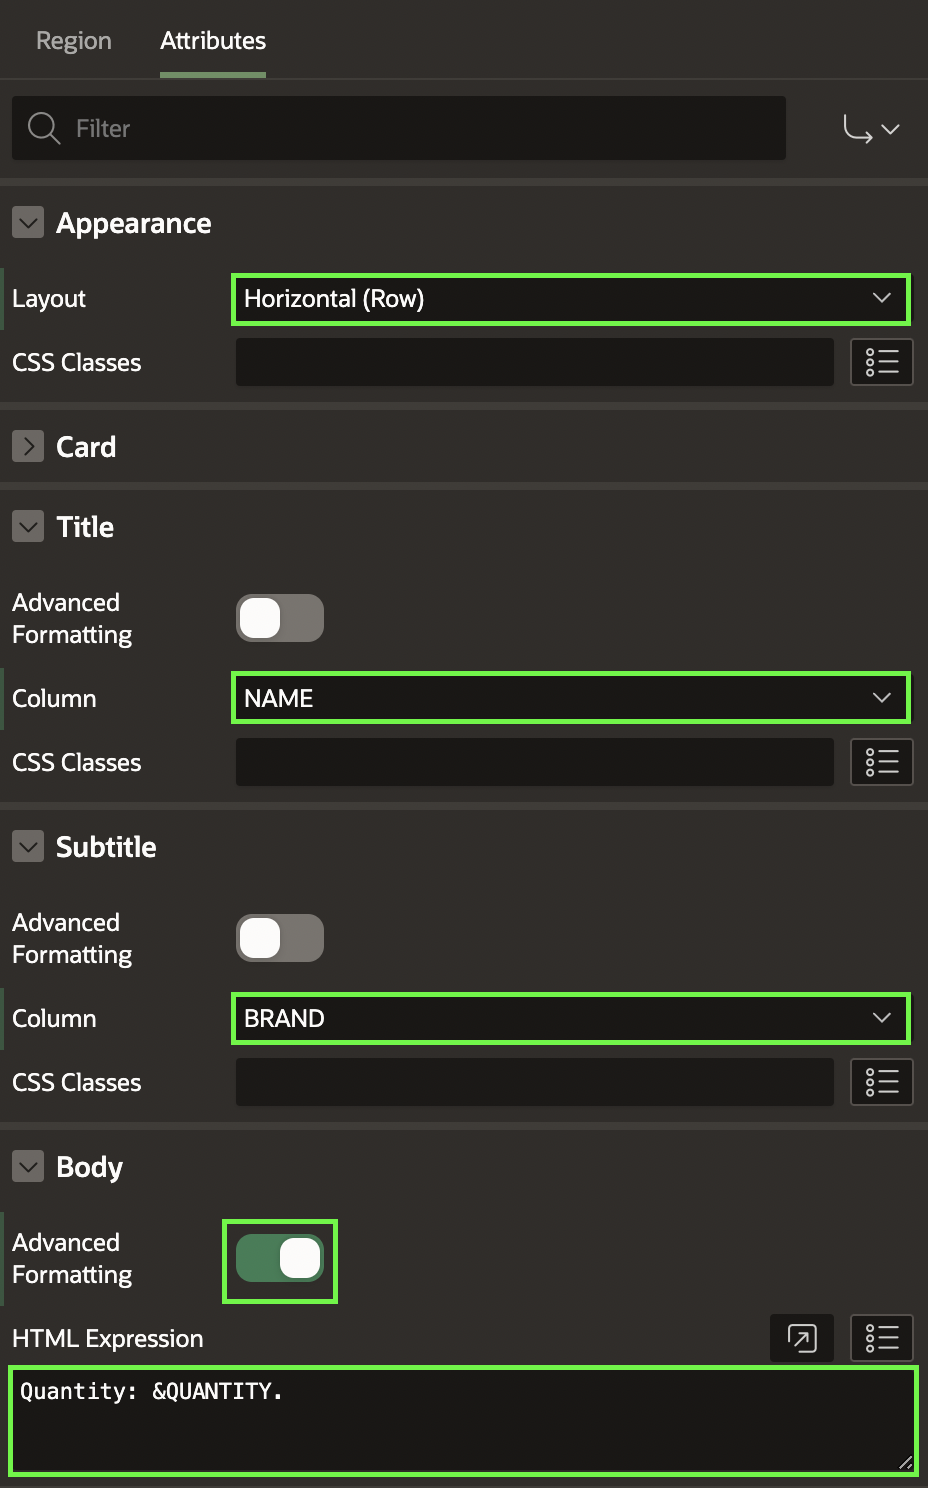 Region Attributes
Filter
Appearance
Layout Horizontal (Row)
CSS Classes
Card
Title
Advanced
Formatting
Column NAME
CSS Classes
Subtitle
Advanced
Formatting
Column BRAND
CSS Classes
Body
Advanced
Formatting
HTML Expression
Quantity: &QUANTITY.